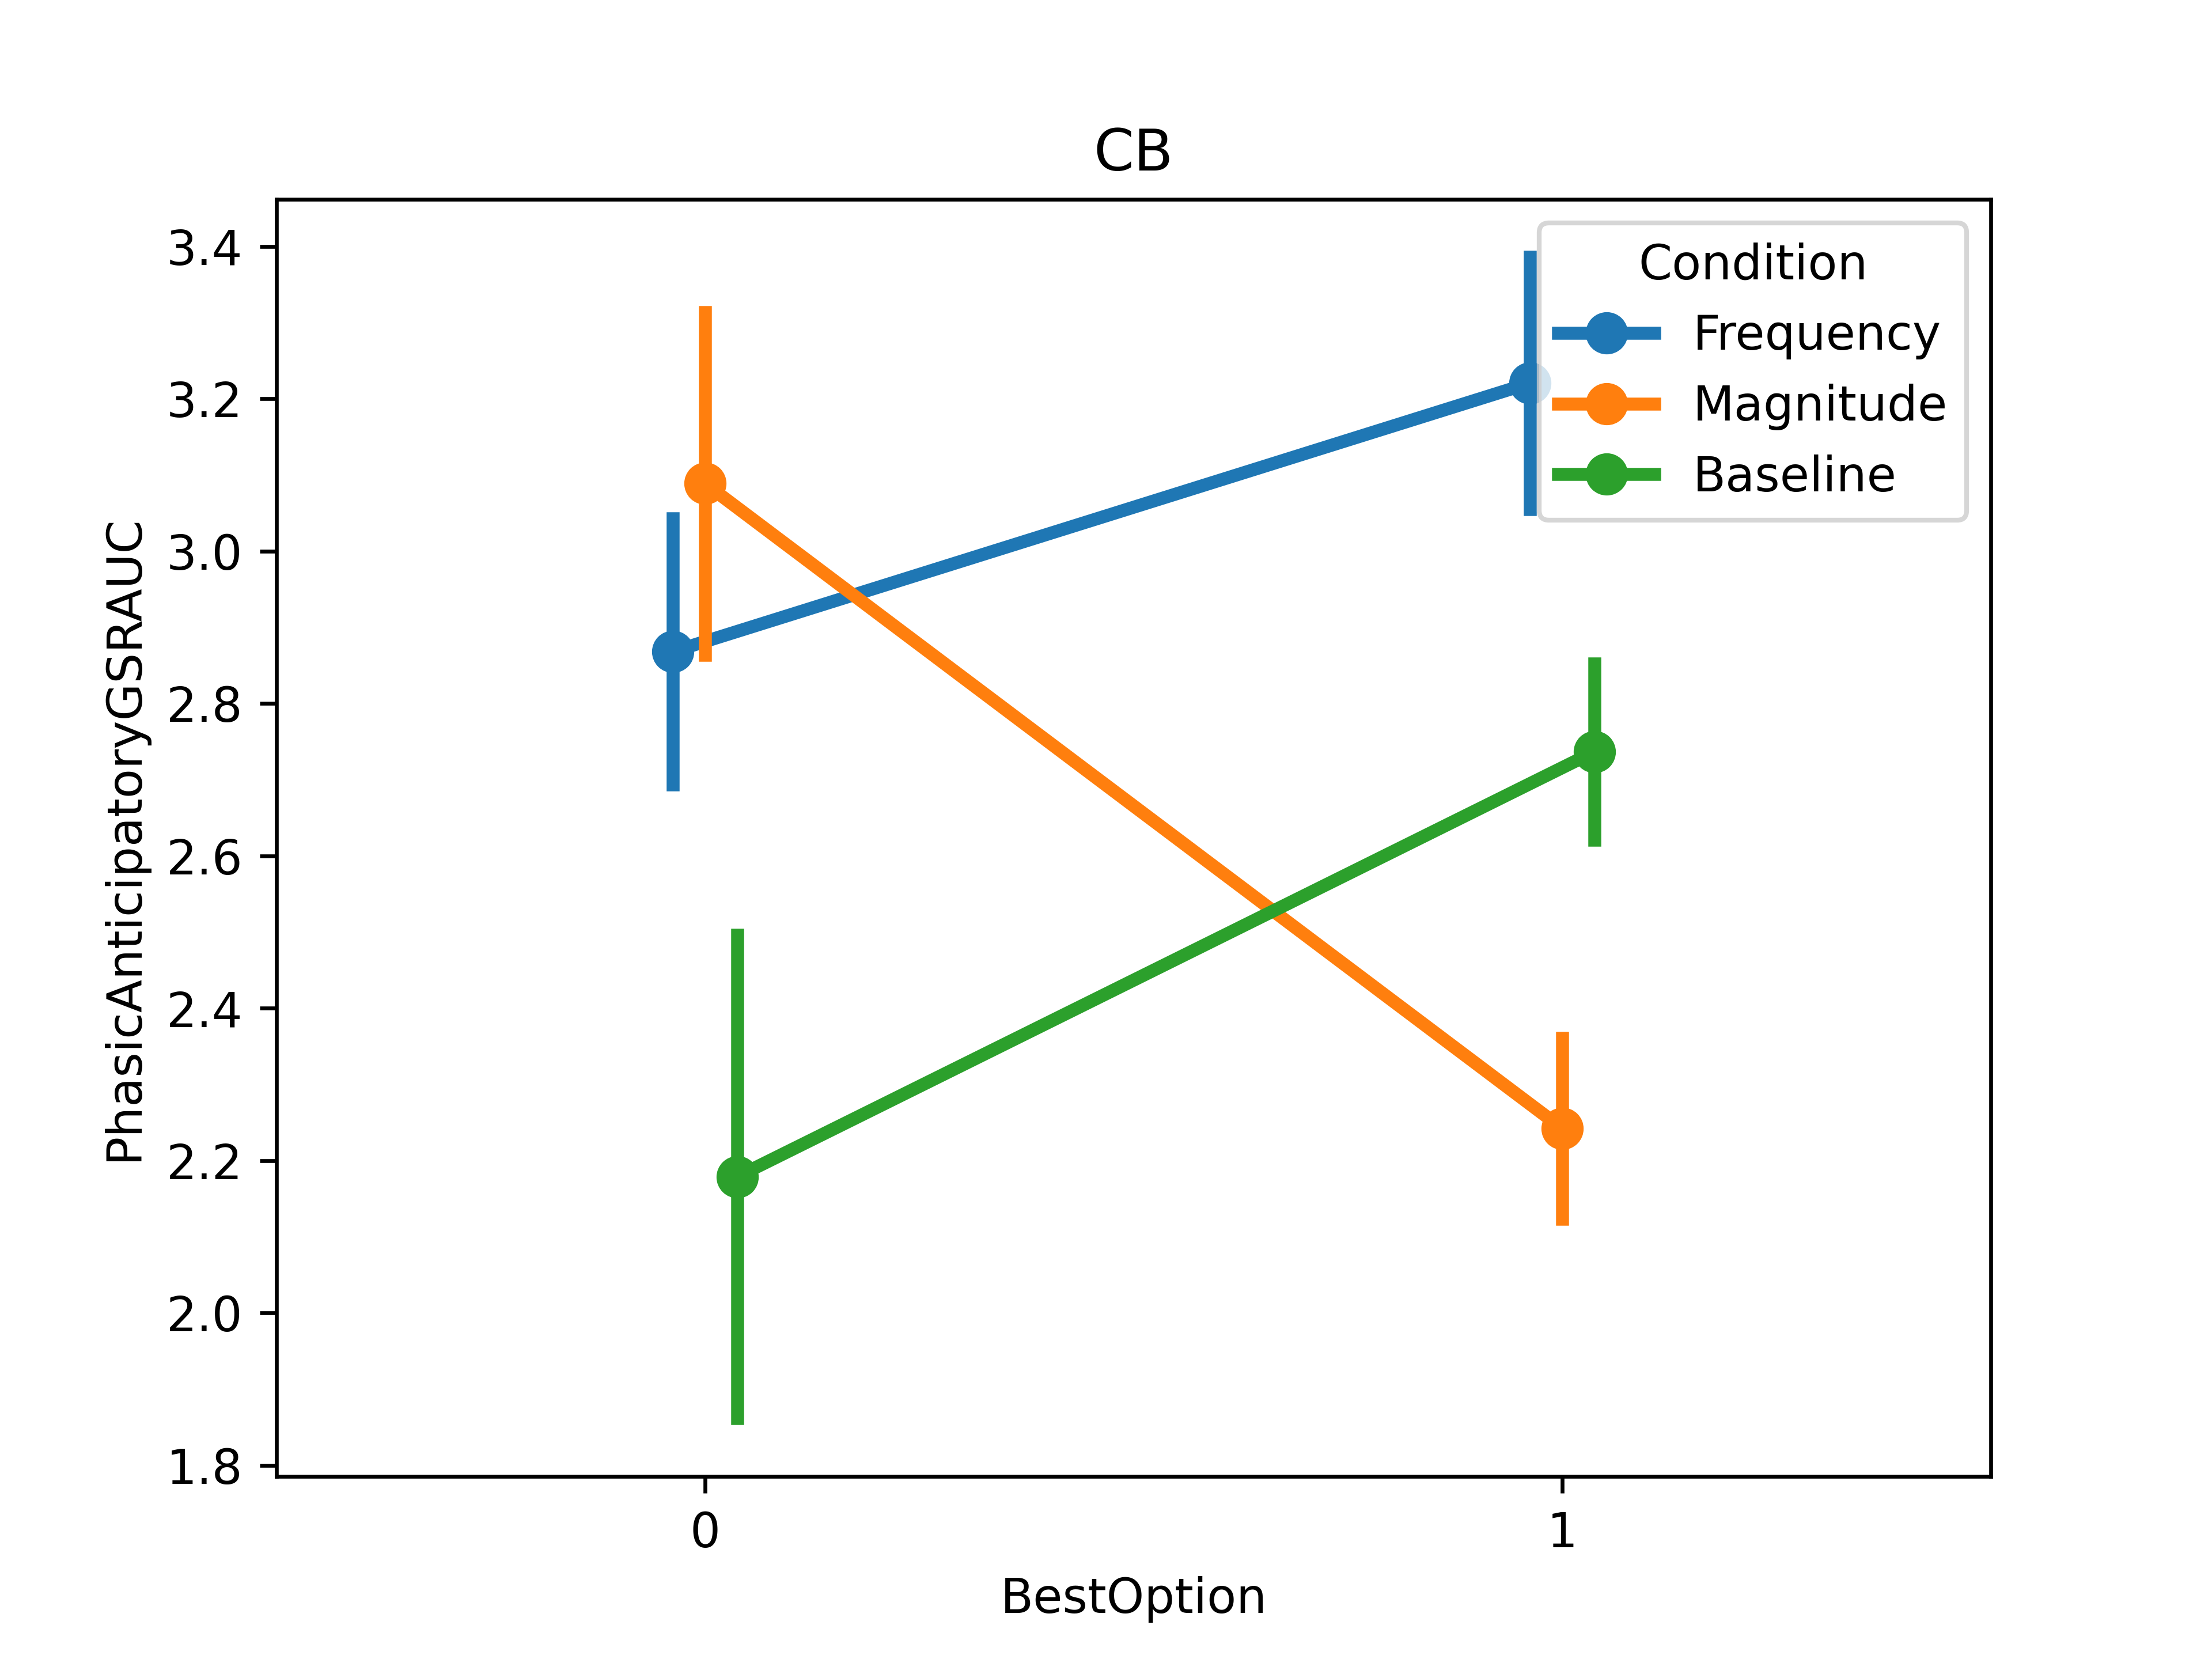 CB
Condition
Frequency
Magnitude
Baseline
PhasicAnticipatoryGSRAUC
3.4
3.2
3.0
2.8
2.6
2.4
2.2
2.0
1.8
0
1
BestOption